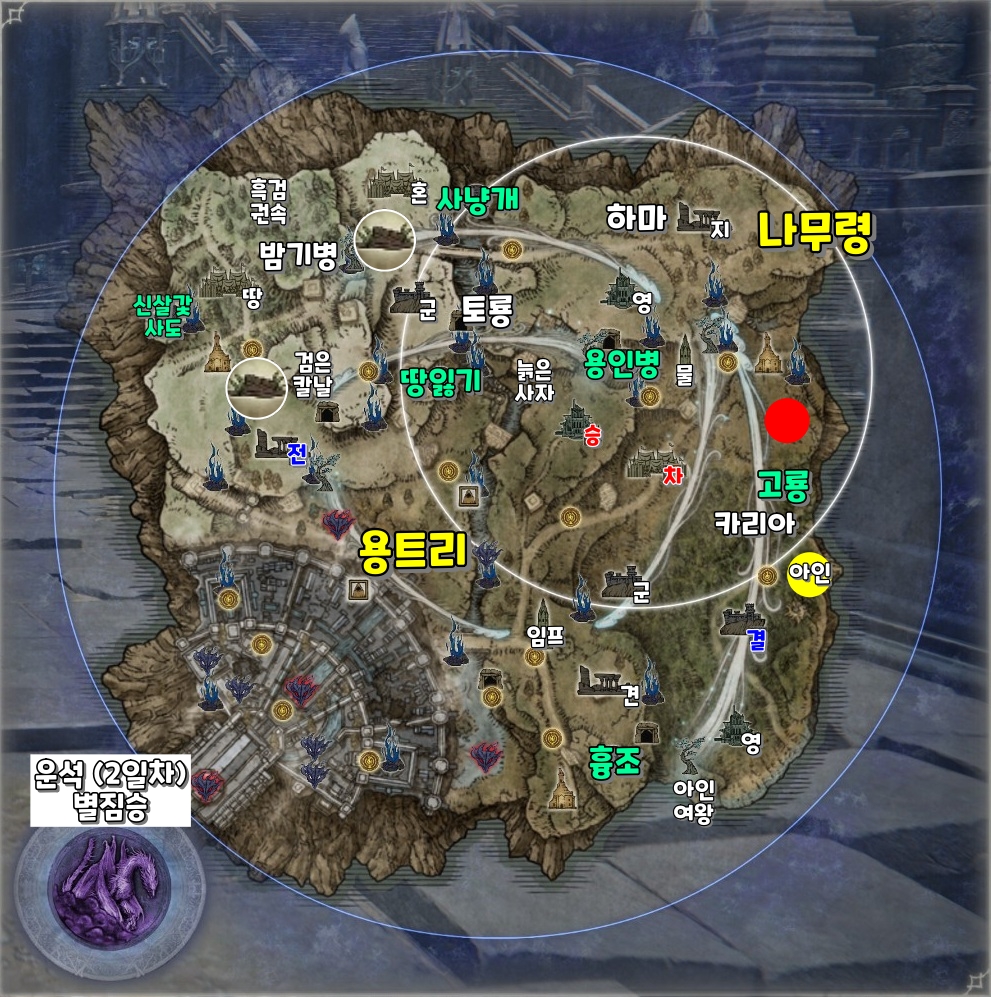 흑검
권속
혼
사냥개
하마
지
나무령
밤기병
신살갗
사도
땅
군
토룡
영
검은
칼날
땅잃기
늙은
사자
용인병
물
승
전
차
고룡
카리아
용트리
아인
군
결
임프
견
영
흉조
아인
여왕
운석 (2일차)
별짐승